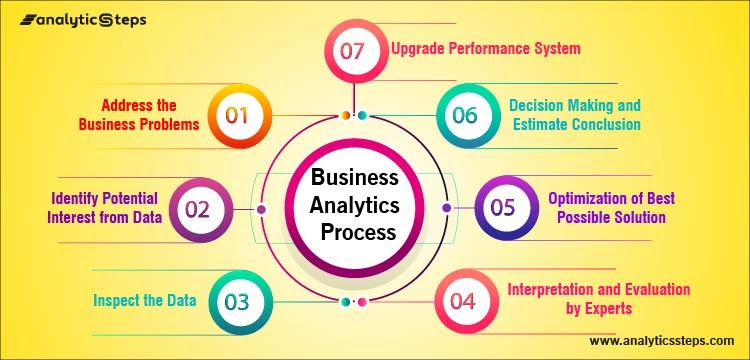 analyticSteps
07
Upgrade Performance System
01
Address the
Business Problems
06
Decision Making and
Estimate Conclusion
Business
Analytics
Process
02
Identify Potential
Interest from Data
05
Optimization of Best
Possible Solution
03
Inspect the Data
04
Interpretation and Evaluation
by Experts
www.analyticssteps.com